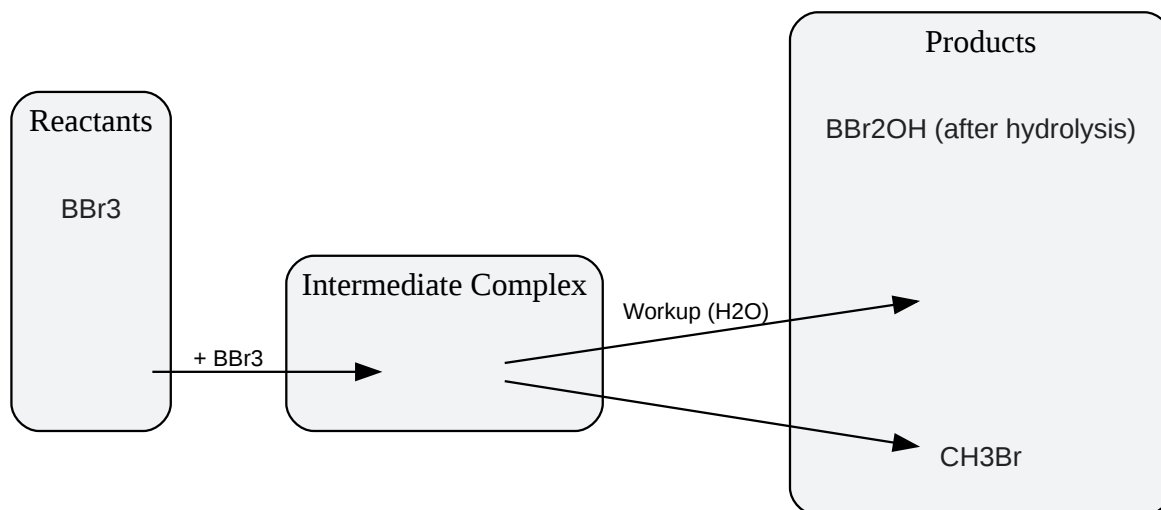 Products
BBr2OH (after hydrolysis)
Reactants
BBr3
Intermediate Complex
Workup (H2O)
+ BBr3
CH3Br